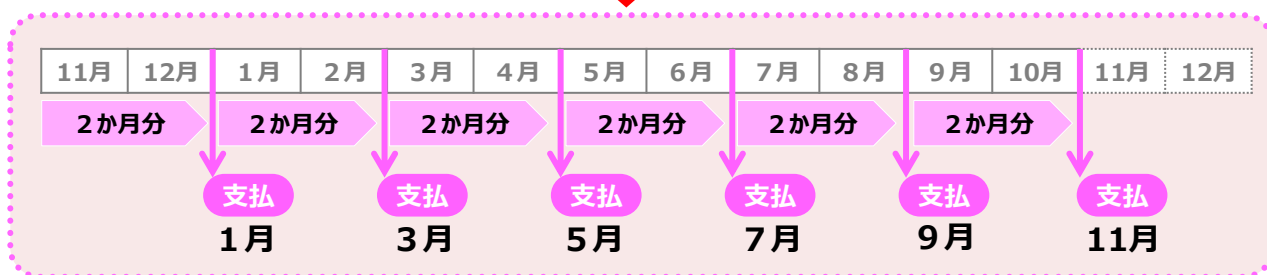 11月 12月 1月 2月 3月 4月 5月 6月 7月 8月 9月 10月 11月 12月
2か月分 2か月分 2か月分 2か月分 2か月分 2か月分
支払 支払 支払 支払 支払 支払
1月 3月 5月 7月 9月 11月